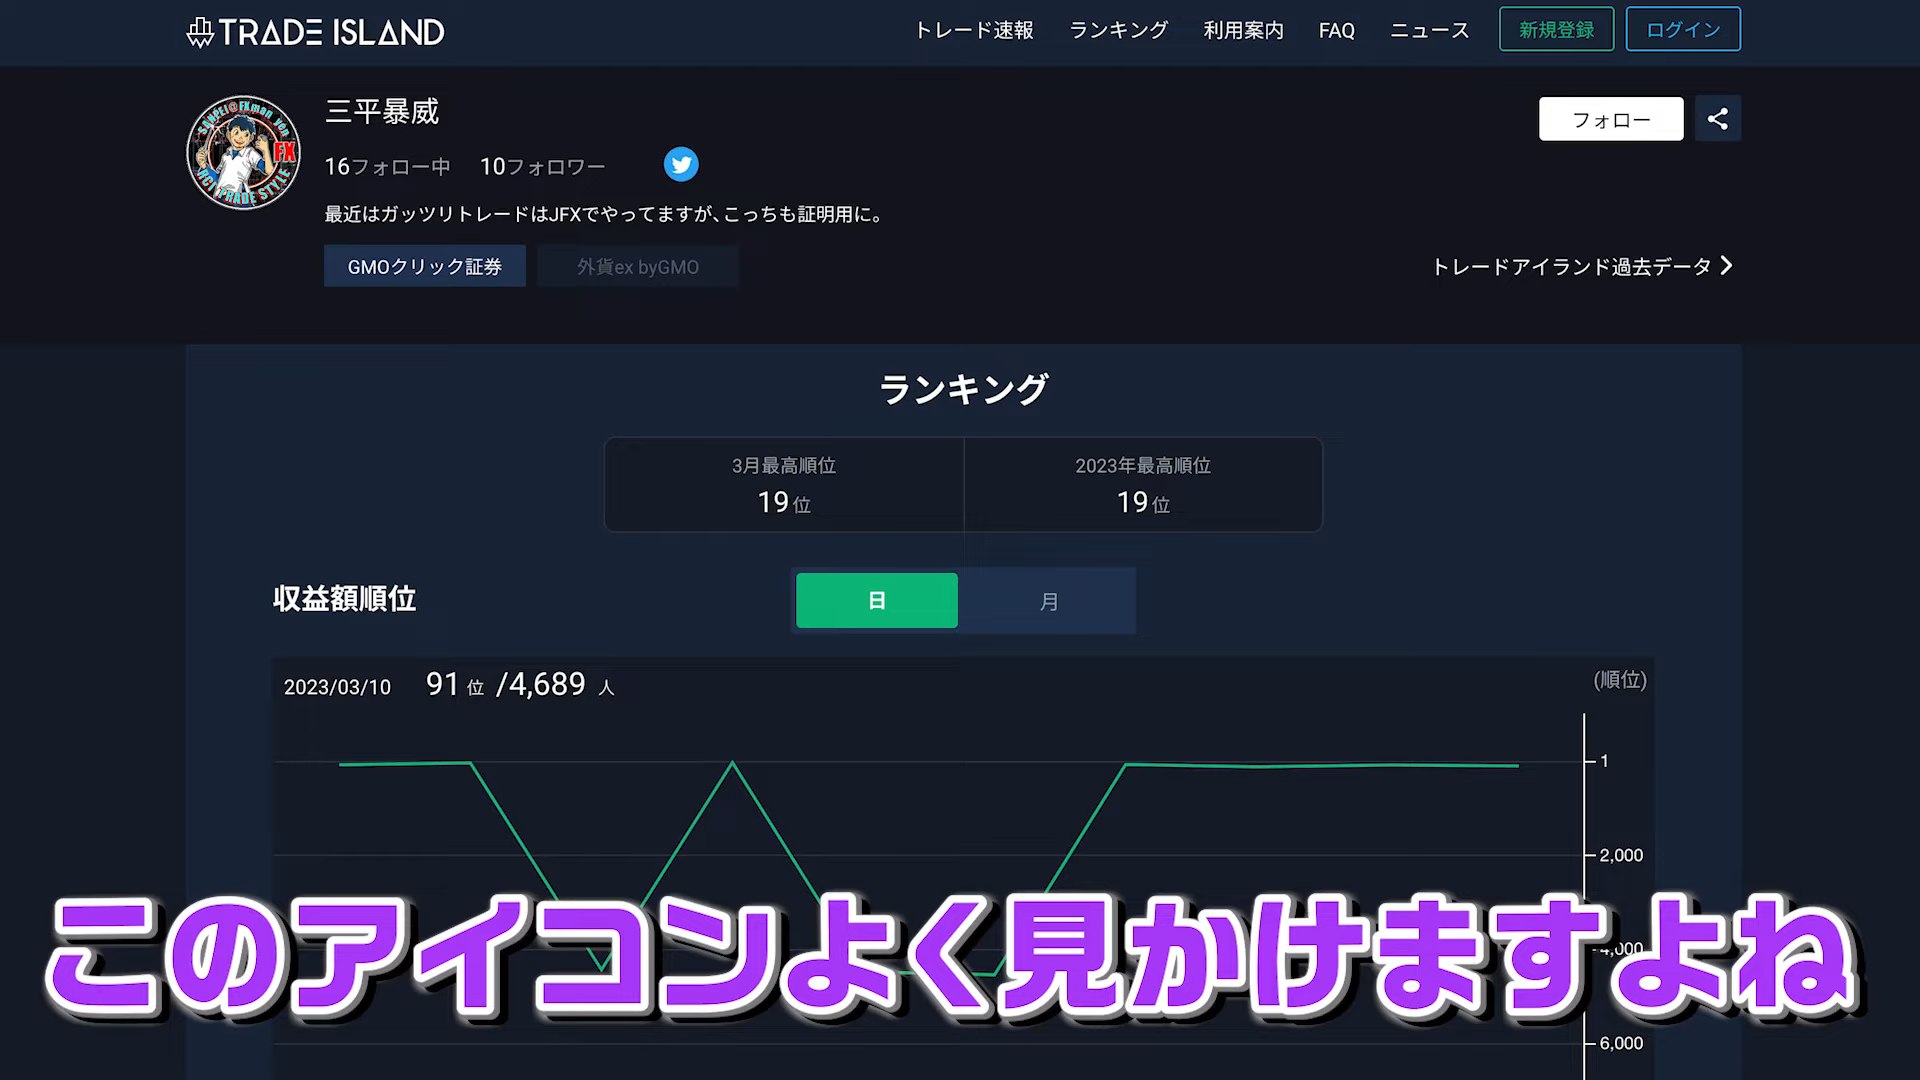 TRADE ISLAND
トレード速報 ランキング 利用案内 FAQ ニュース 新規登録 ログイン
SANPEI@FXman yen
FX
RCI TRADE STYLE
三平暴威
フォロー
16フォロー中 10フォロワー
最近はガッツリトレードはJFXでやってますが、こっちも証明用に。
GMOクリック証券 外貨ex byGMO
トレードアイランド過去データ
ランキング
3月最高順位 2023年最高順位
19位 19位
収益額順位 日 月
2023/03/10 91位 /4,689 人
(順位)
1
2,000
4,000
このアイコンよく見かけますよね
6,000